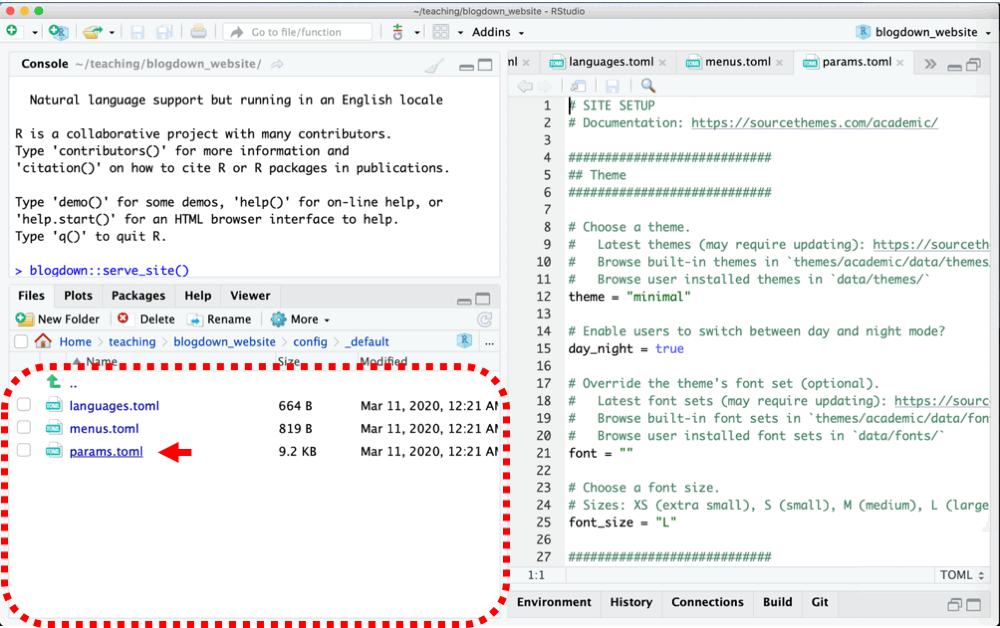 ~/teaching/blogdown_website - RStudio
Go to file/function
Addins
blogdown_website
Console ~/teaching/blogdown_website/
Natural language support but running in an English locale
R is a collaborative project with many contributors.
Type 'contributors()' for more information and
'citation()' on how to cite R or R packages in publications.
Type 'demo()' for some demos, 'help()' for on-line help, or
'help.start()' for an HTML browser interface to help.
Type 'q()' to quit R.
> blogdown::serve_site()
Files Plots Packages Help Viewer
New Folder Delete Rename More
Home teaching blogdown_website config _default
Name Size Modified
..
languages.toml 664 B Mar 11, 2020, 12:21 AM
menus.toml 819 B Mar 11, 2020, 12:21 AM
params.toml 9.2 KB Mar 11, 2020, 12:21 AM
ml languages.toml menus.toml params.toml
1 # SITE SETUP
2 # Documentation: https://sourcethemes.com/academic/
3
4 ############################
5 ## Theme
6 ############################
7
8 # Choose a theme.
9 #   Latest themes (may require updating): https://sourceth
10 #   Browse built-in themes in `themes/academic/data/themes
11 #   Browse user installed themes in `data/themes/`
12 theme = "minimal"
13
14 # Enable users to switch between day and night mode?
15 day_night = true
16
17 # Override the theme's font set (optional).
18 #   Latest font sets (may require updating): https://sourc
19 #   Browse built-in font sets in `themes/academic/data/fon
20 #   Browse user installed font sets in `data/fonts/`
21 font = ""
22
23 # Choose a font size.
24 # Sizes: XS (extra small), S (small), M (medium), L (large
25 font_size = "L"
26
27 ############################
1:1 TOML
Environment History Connections Build Git